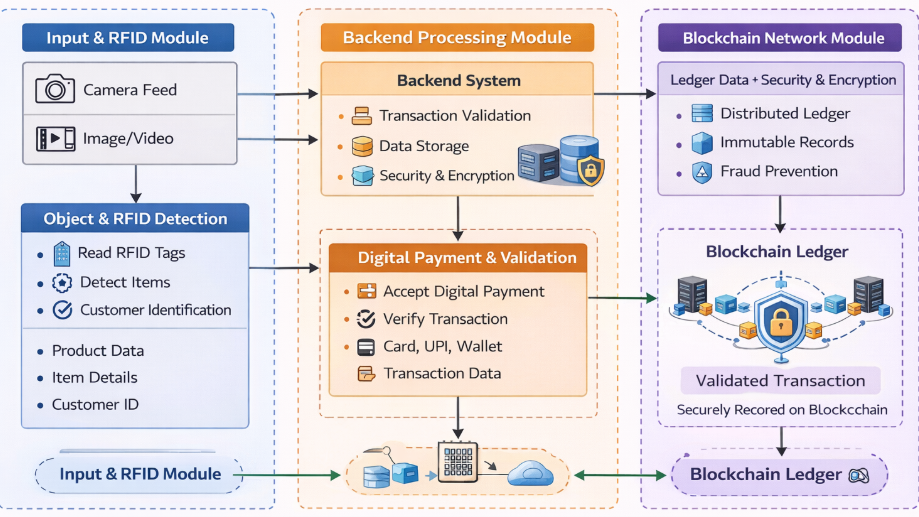 Input & RFID Module
Camera Feed
Image/Video
Object & RFID Detection
Read RFID Tags
Detect Items
Customer Identification
Product Data
Item Details
Customer ID
Input & RFID Module
Backend Processing Module
Backend System
Transaction Validation
Data Storage
Security & Encryption
Digital Payment & Validation
Accept Digital Payment
Verify Transaction
Card, UPI, Wallet
Transaction Data
Blockchain Network Module
Ledger Data + Security & Encryption
Distributed Ledger
Immutable Records
Fraud Prevention
Blockchain Ledger
Validated Transaction
Securely Recored on Blockcchain
Blockchain Ledger